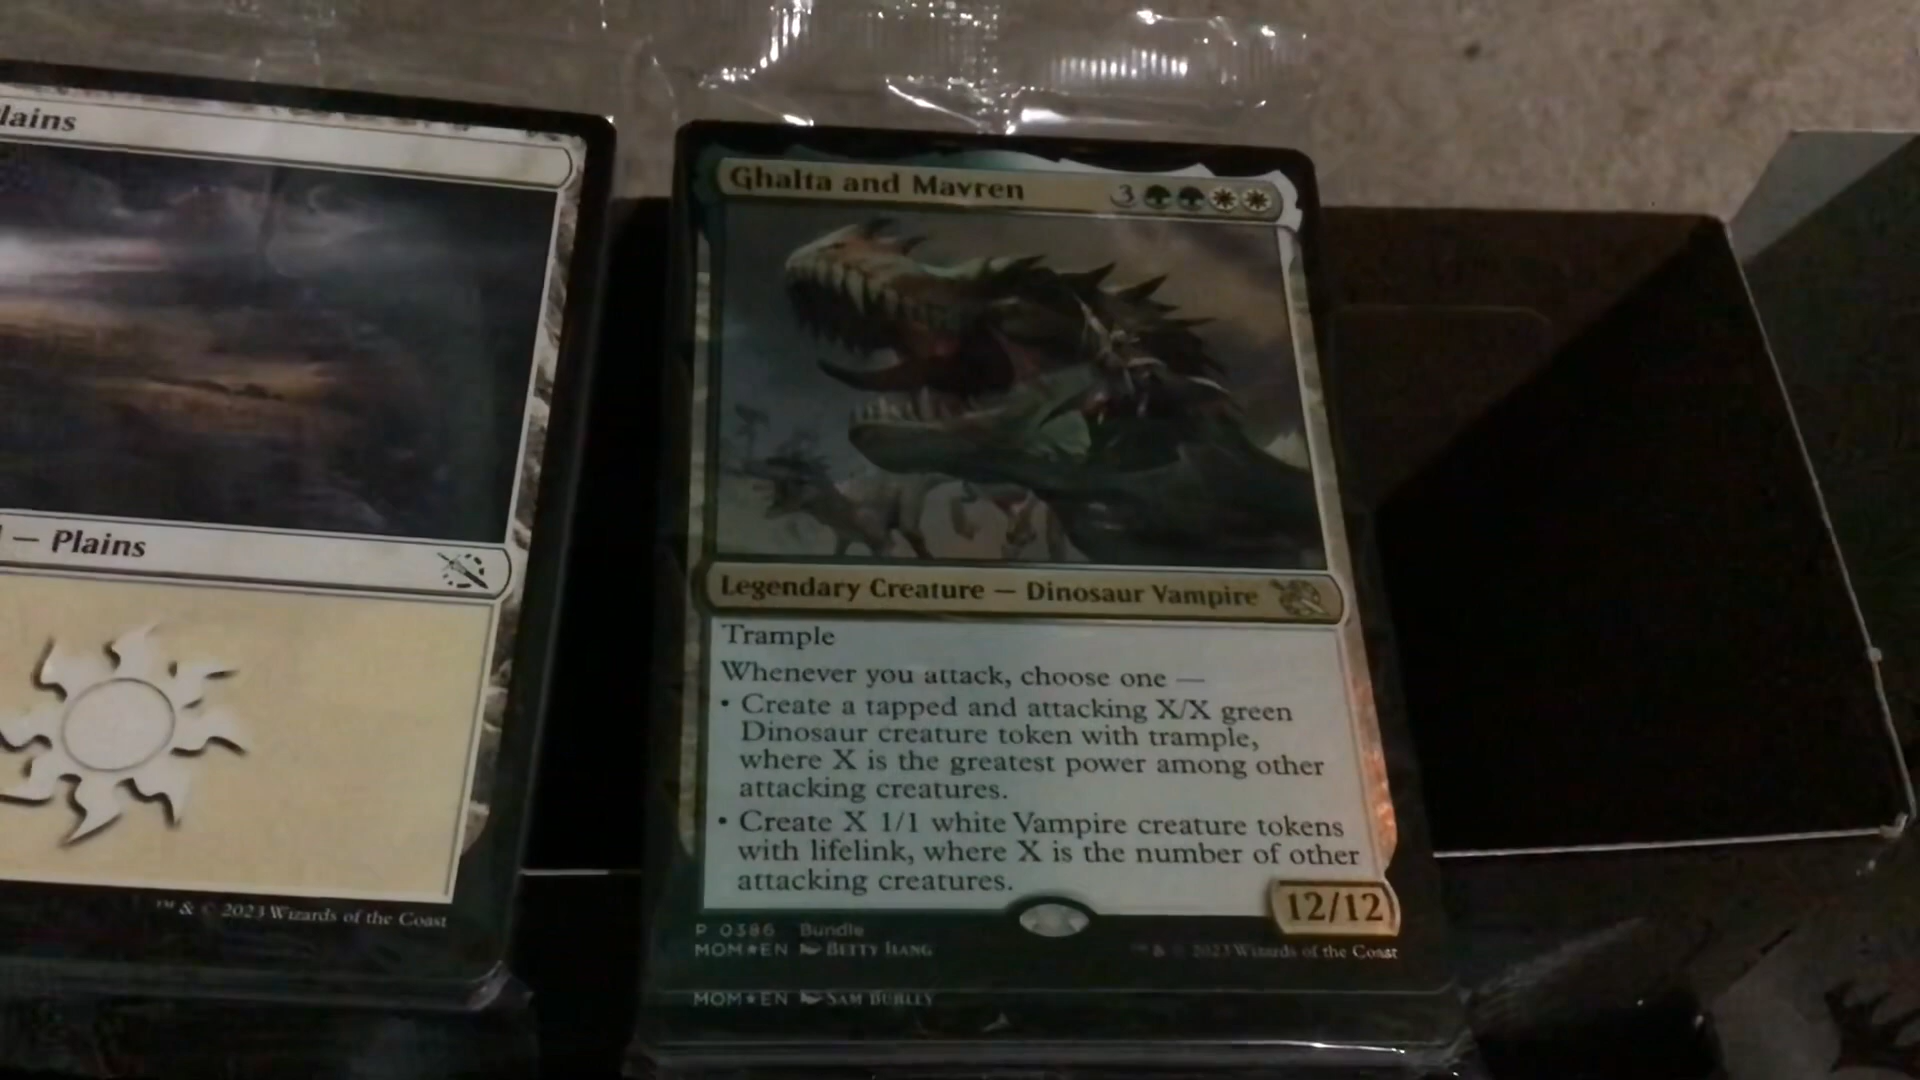 lains
— Plains
™ & © 2023 Wizards of the Coast
Ghalta and Mavren
3
Legendary Creature — Dinosaur Vampire
Trample
Whenever you attack, choose one —
• Create a tapped and attacking X/X green
Dinosaur creature token with trample,
where X is the greatest power among other
attacking creatures.
• Create X 1/1 white Vampire creature tokens
with lifelink, where X is the number of other
attacking creatures.
12/12
P 0386 Bundle
MOM★EN Betty Jiang
™ & © 2023 Wizards of the Coast
MOM★EN Sam Burley